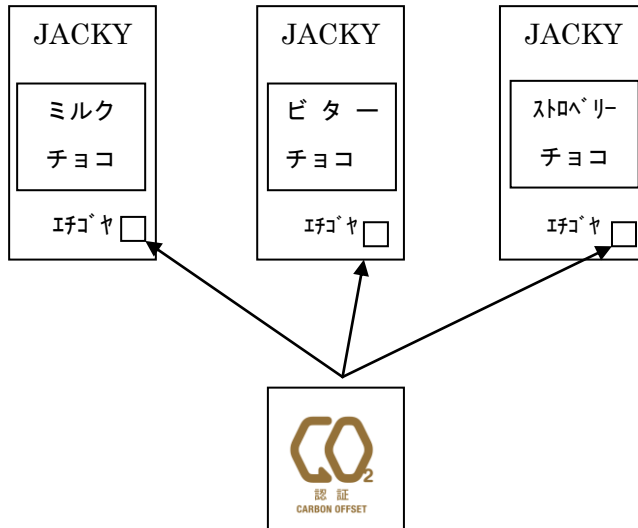 JACKY
ミルク
チョコ
ｴﾁｺﾞﾔ
JACKY
ビター
チョコ
ｴﾁｺﾞﾔ
JACKY
ｽﾄﾛﾍﾞﾘｰ
チョコ
ｴﾁｺﾞﾔ
CO2
認証
CARBON OFFSET